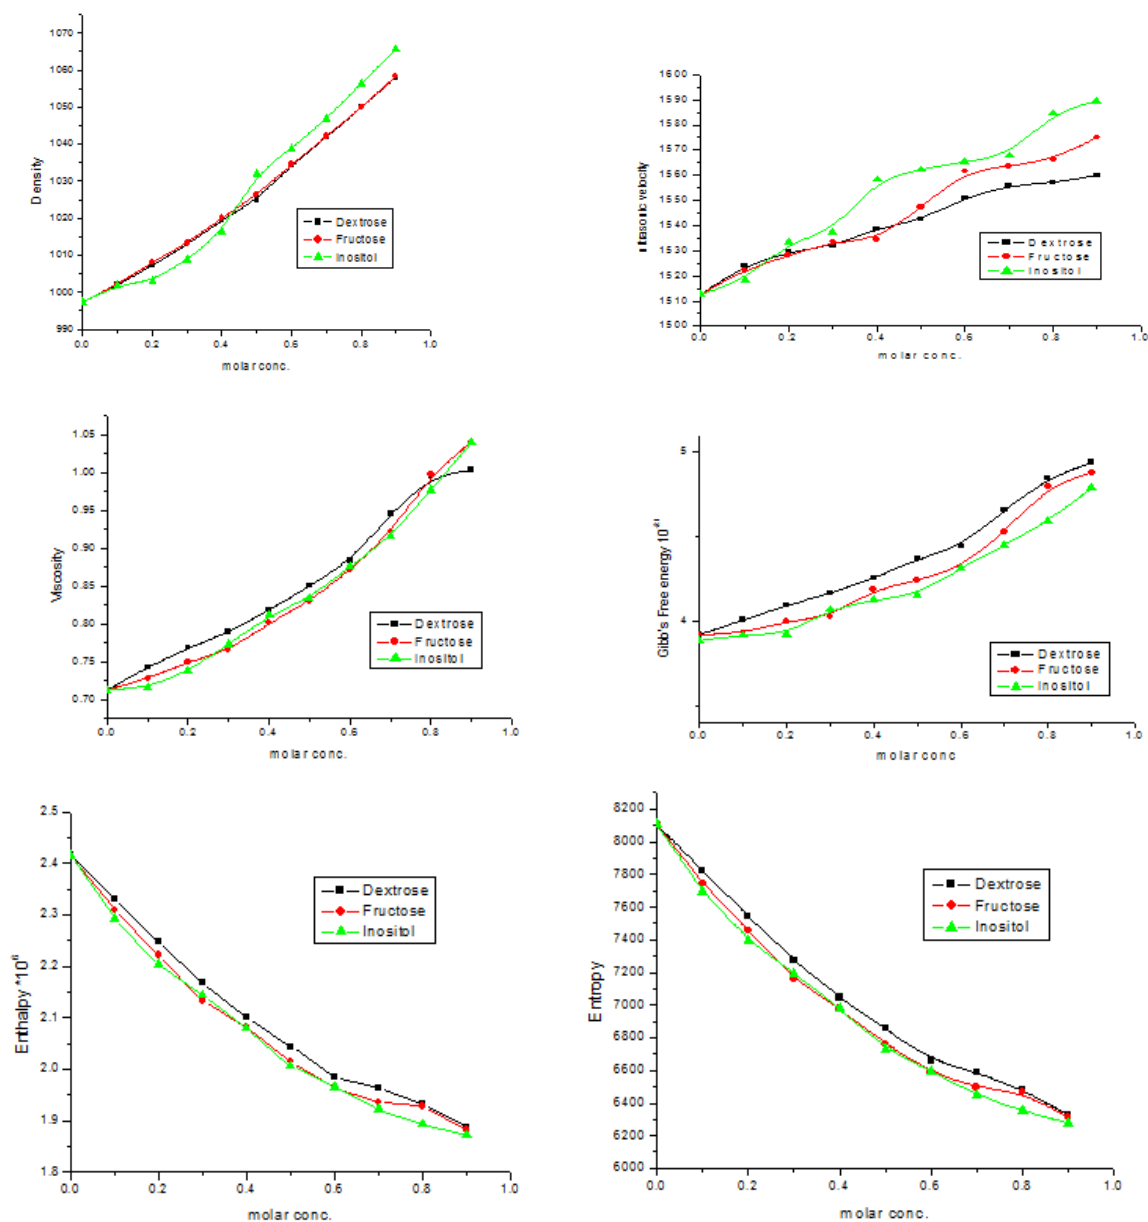 1070
1060
1050
1040
1030
1020
1010
1000
990
Density
Dextrose
Fructose
Inositol
0.0 0.2 0.4 0.6 0.8 1.0
molar conc.
1600
1590
1580
1570
1560
1550
1540
1530
1520
1510
1500
ultrasonic velocity
Dextrose
Fructose
Inositol
0.0 0.2 0.4 0.6 0.8 1.0
molar conc.
1.05
1.00
0.95
0.90
0.85
0.80
0.75
0.70
Viscosity
Dextrose
Fructose
Inositol
0.0 0.2 0.4 0.6 0.8 1.0
molar conc.
5
4
Gibb's Free energy 10
Dextrose
Fructose
Inositol
0.0 0.2 0.4 0.6 0.8 1.0
molar conc
2.5
2.4
2.3
2.2
2.1
2.0
1.9
1.8
Enthalpy *10⁶
Dextrose
Fructose
Inositol
0.0 0.2 0.4 0.6 0.8 1.0
molar conc.
8200
8000
7800
7600
7400
7200
7000
6800
6600
6400
6200
6000
Entropy
Dextrose
Fructose
Inositol
0.0 0.2 0.4 0.6 0.8 1.0
molar conc.